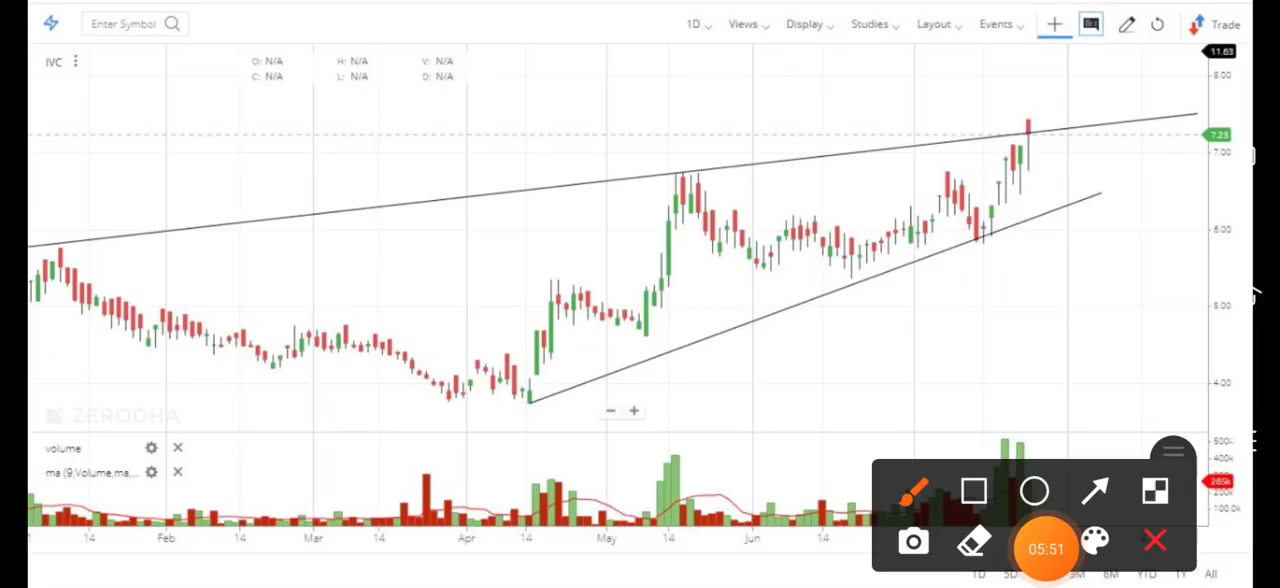 Enter Symbol 1D Views Display Studies Layout Events Trade
11.63
IVC O: N/A H: N/A V: N/A
C: N/A L: N/A D: N/A
8.00
7.23
7.00
6.00
5.00
4.00
ZERODHA
volume
ma (9,Volume,ma,...
500k
400k
265k
100.0k
14 Feb 14 Mar 14 Apr 14 May 14 Jun 14
05:51
1D 5D 3M 6M YTD 1Y All